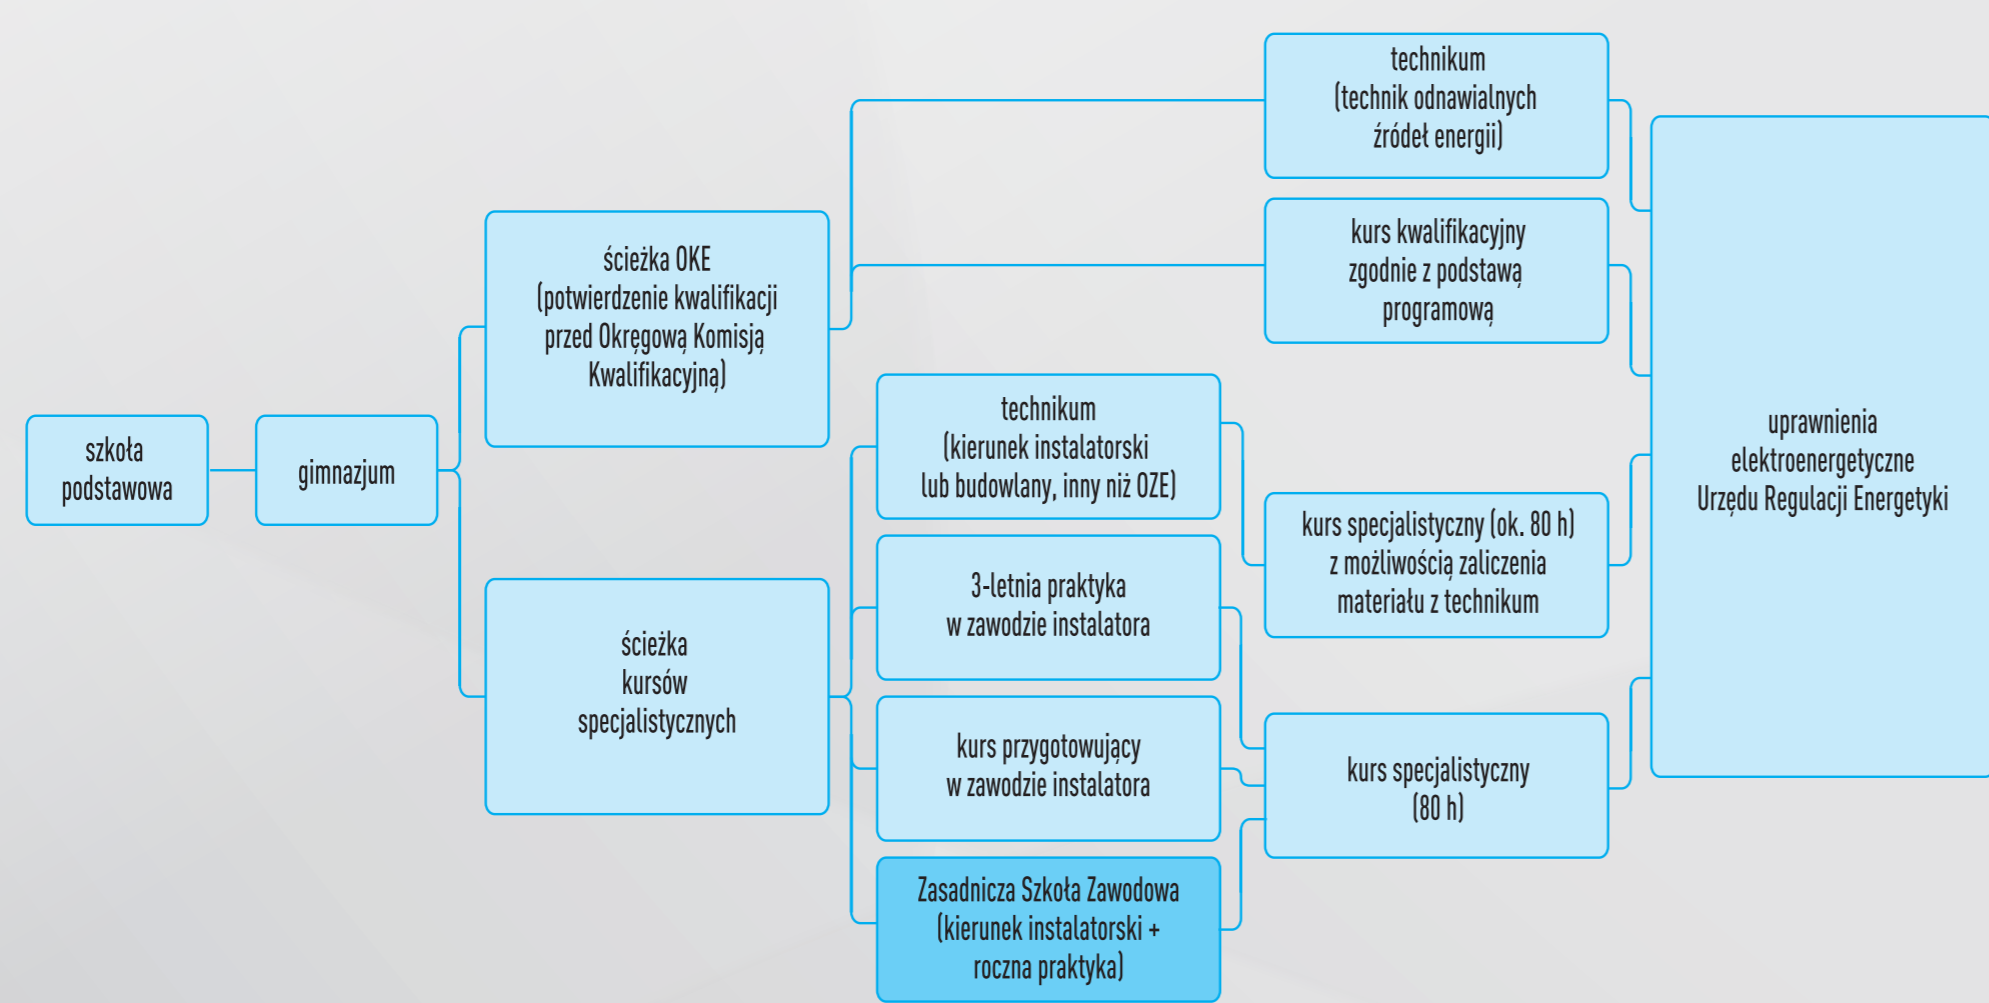 szkoła
podstawowa
gimnazjum
ścieżka OKE
(potwierdzenie kwalifikacji
przed Okręgową Komisją
Kwalifikacyjną)
ścieżka
kursów
specjalistycznych
technikum
(kierunek instalatorski
lub budowlany, inny niż OZE)
3-letnia praktyka
w zawodzie instalatora
kurs przygotowujący
w zawodzie instalatora
Zasadnicza Szkoła Zawodowa
(kierunek instalatorski +
roczna praktyka)
technikum
(technik odnawialnych
źródeł energii)
kurs kwalifikacyjny
zgodnie z podstawą
programową
kurs specjalistyczny (ok. 80 h)
z możliwością zaliczenia
materiału z technikum
kurs specjalistyczny
(80 h)
uprawnienia
elektroenergetyczne
Urzędu Regulacji Energetyki